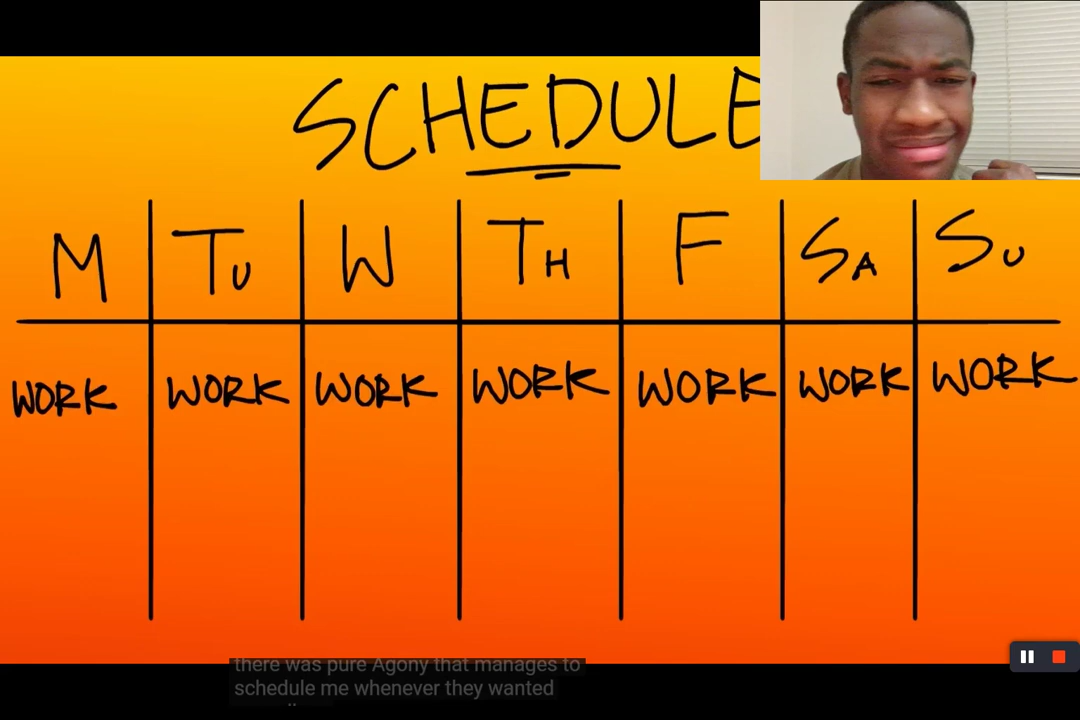 SCHEDULE
M TU W TH F SA SU
WORK WORK WORK WORK WORK WORK WORK
there was pure Agony that manages to
schedule me whenever they wanted